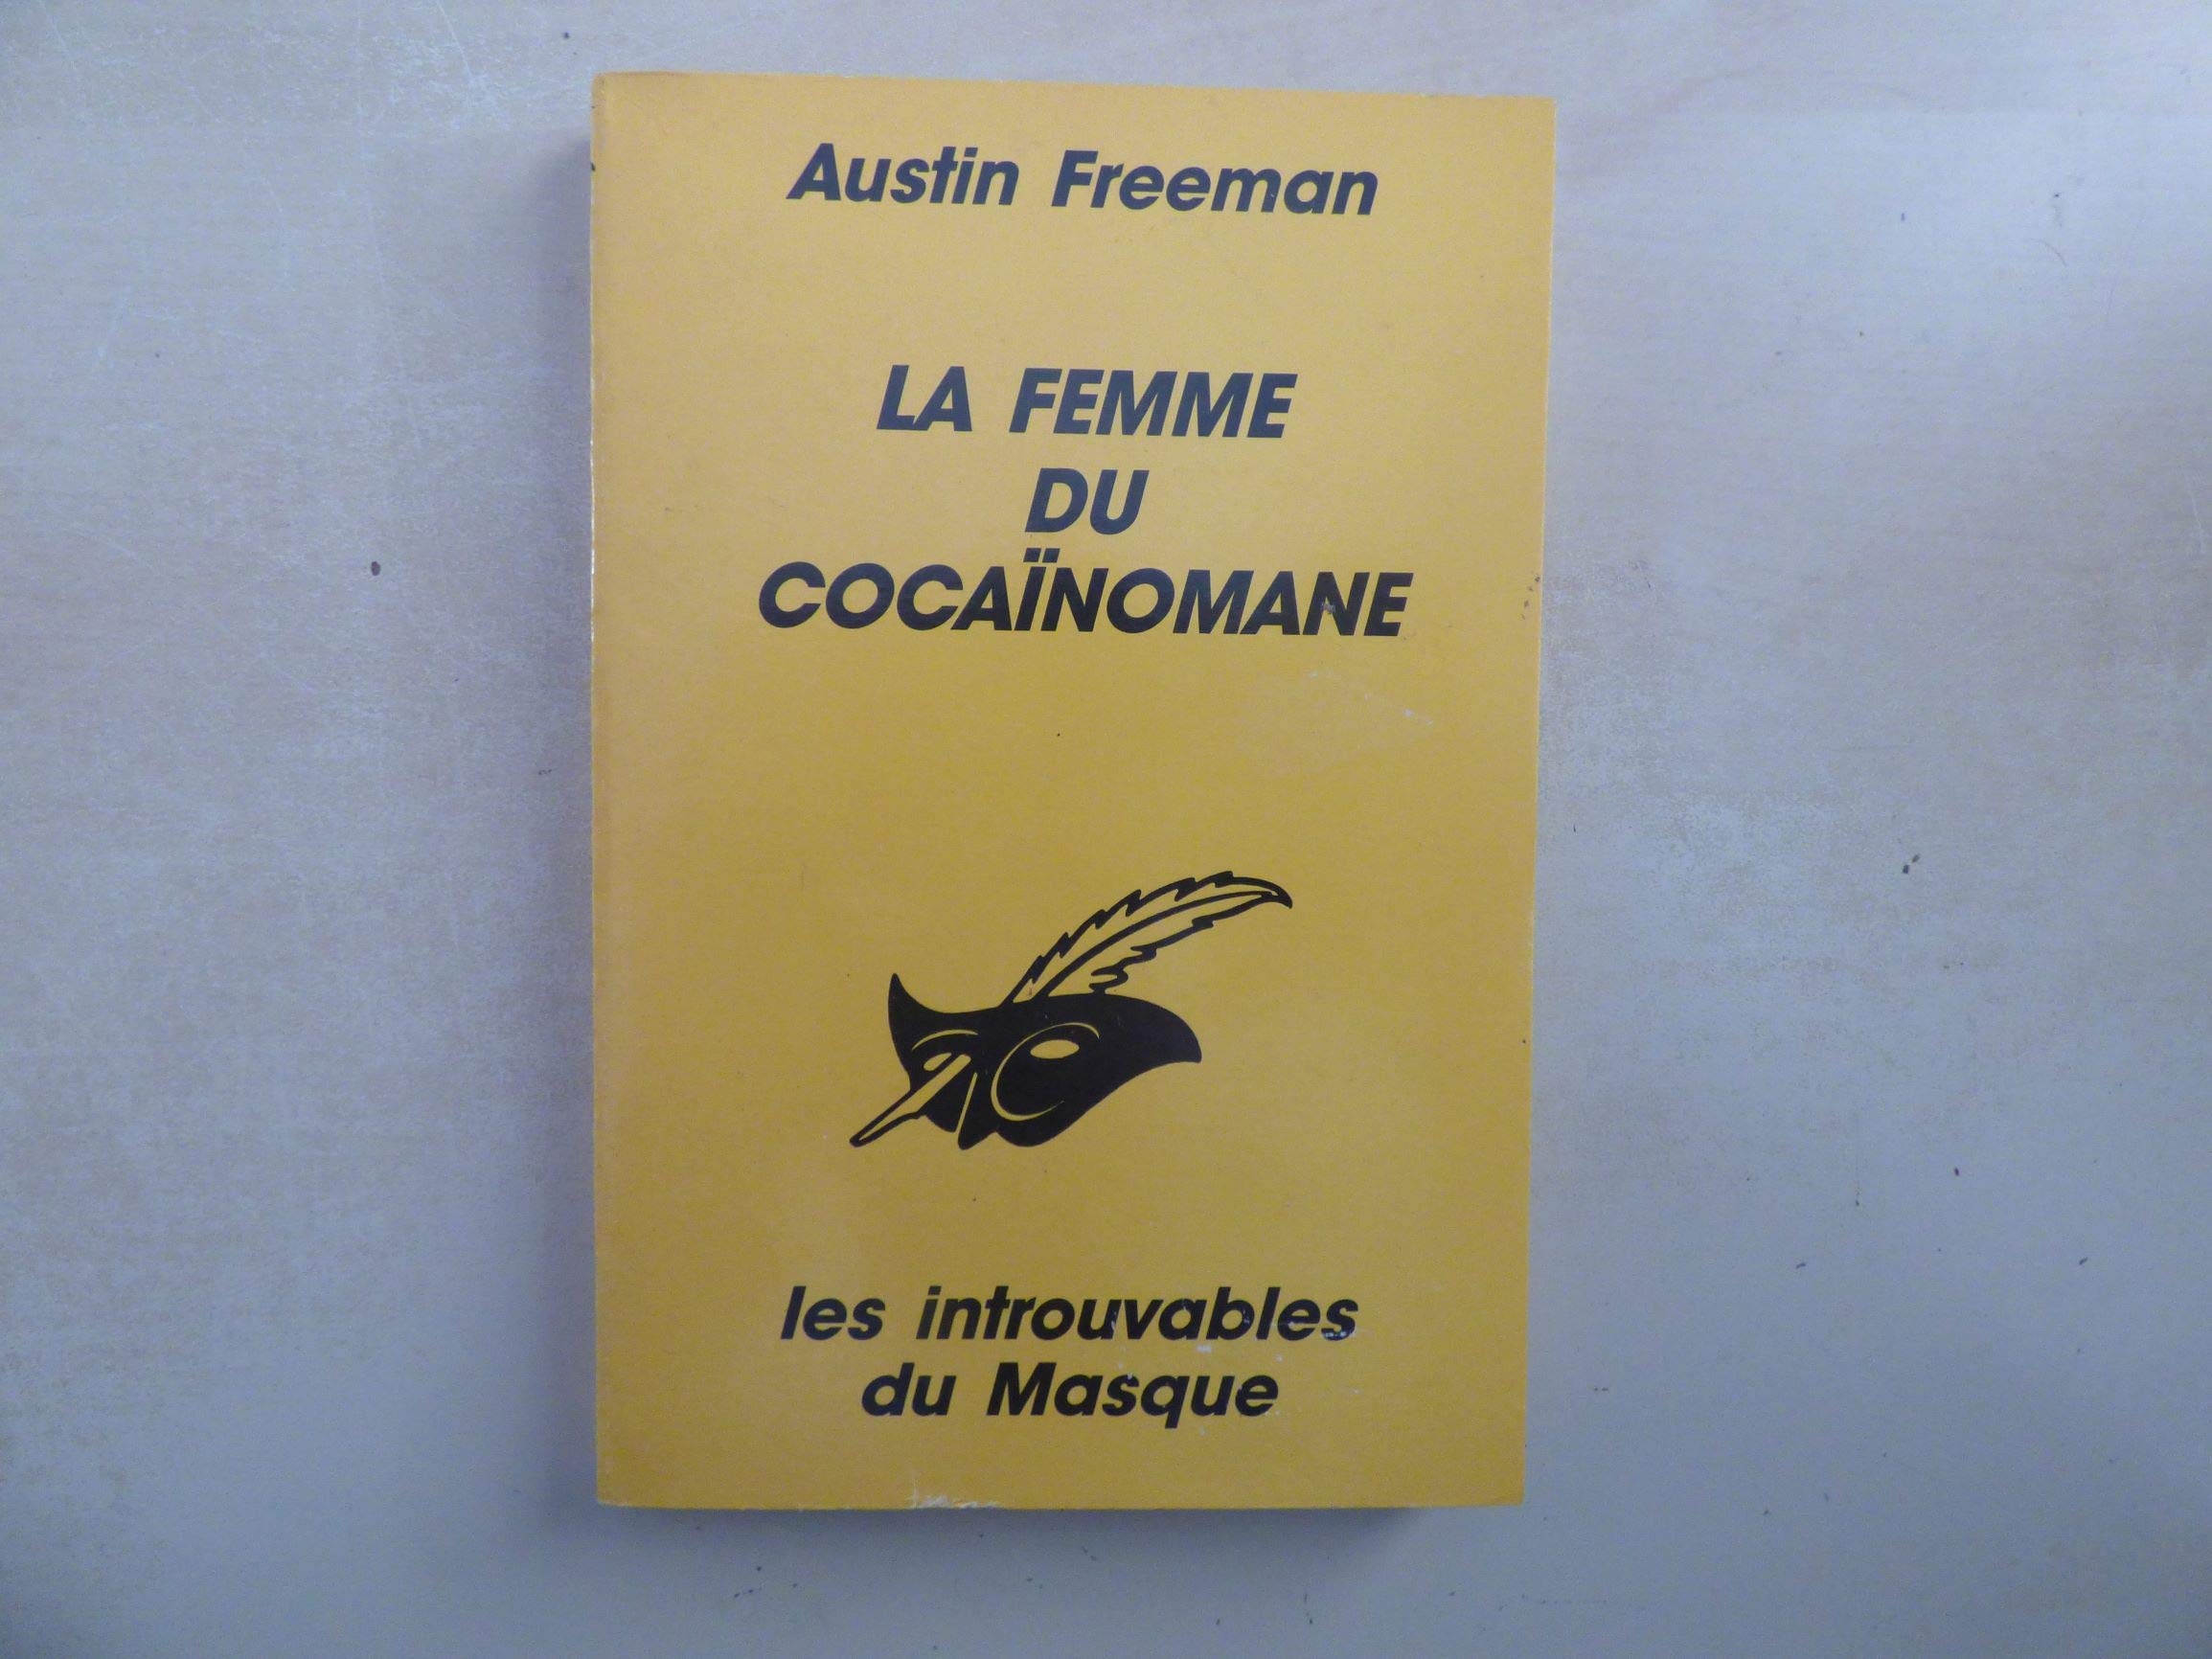 Austin Freeman
LA FEMME
DU
COCAÏNOMANE
les introuvables
du Masque